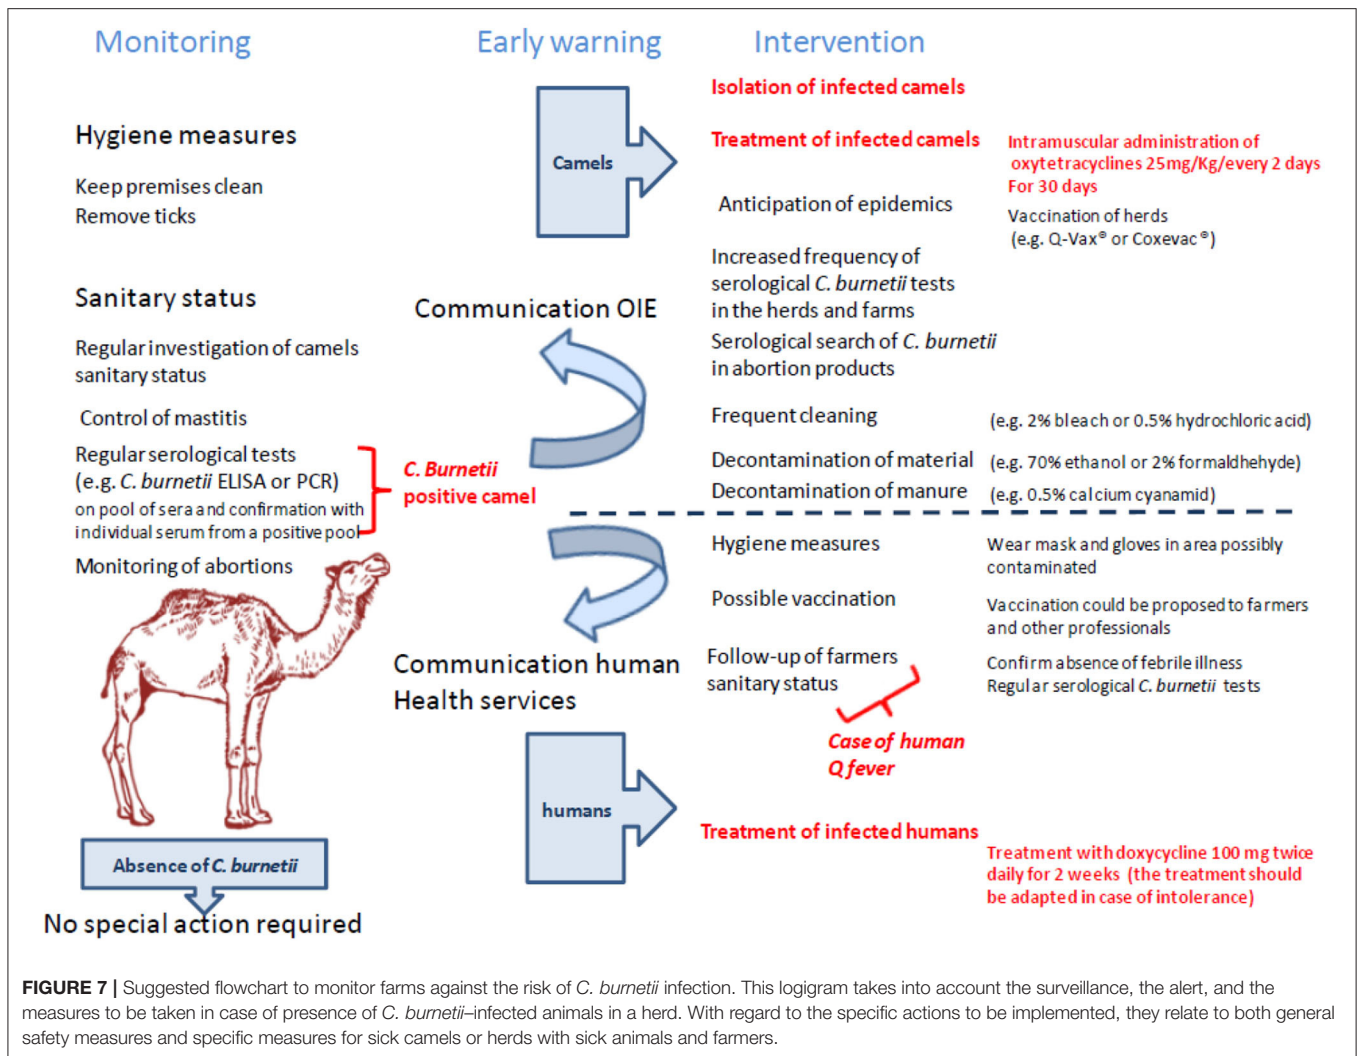 Monitoring
Early warning
Intervention
Hygiene measures
Keep premises clean
Remove ticks
Sanitary status
Regular investigation of camels
sanitary status
Control of mastitis
Regular serological tests
(e.g. C. burnetii ELISA or PCR)
on pool of sera and confirmation with
individual serum from a positive pool
Monitoring of abortions
Absence of C. burnetii
No special action required
C. Burnetii
positive camel
Camels
Communication OIE
Communication human
Health services
humans
Isolation of infected camels
Treatment of infected camels
Intramuscular administration of
oxytetracyclines 25mg/Kg/every 2 days
For 30 days
Anticipation of epidemics
Vaccination of herds
(e.g. Q-Vax® or Coxevac®)
Increased frequency of
serological C. burnetii tests
in the herds and farms
Serological search of C. burnetii
in abortion products
Frequent cleaning
(e.g. 2% bleach or 0.5% hydrochloric acid)
Decontamination of material
(e.g. 70% ethanol or 2% formaldhehyde)
Decontamination of manure
(e.g. 0.5% calcium cyanamid)
Hygiene measures
Wear mask and gloves in area possibly
contaminated
Possible vaccination
Vaccination could be proposed to farmers
and other professionals
Follow-up of farmers
sanitary status
Confirm absence of febrile illness
Regular serological C. burnetii tests
Case of human
Q fever
Treatment of infected humans
Treatment with doxycycline 100 mg twice
daily for 2 weeks (the treatment should
be adapted in case of intolerance)
FIGURE 7 | Suggested flowchart to monitor farms against the risk of C. burnetii infection. This logigram takes into account the surveillance, the alert, and the
measures to be taken in case of presence of C. burnetii–infected animals in a herd. With regard to the specific actions to be implemented, they relate to both general
safety measures and specific measures for sick camels or herds with sick animals and farmers.